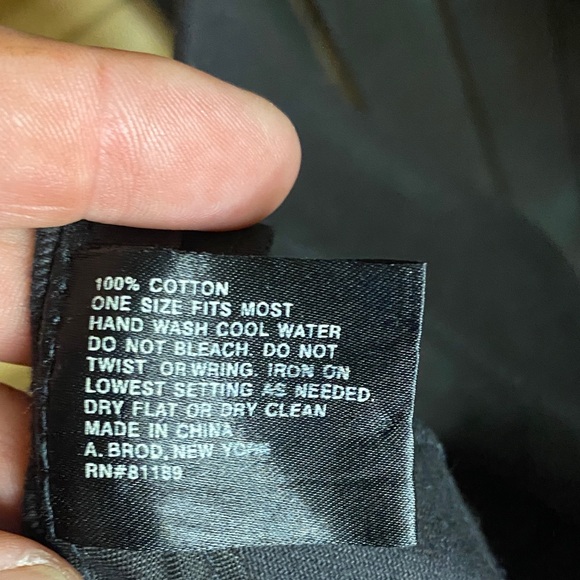 100% COTTON
ONE SIZE FITS MOST
HAND WASH COOL WATER
DO NOT BLEACH. DO NOT
TWIST OR WRING. IRON ON
LOWEST SETTING AS NEEDED.
DRY FLAT OR DRY CLEAN
MADE IN CHINA
A. BROD, NEW YORK
RN#81189